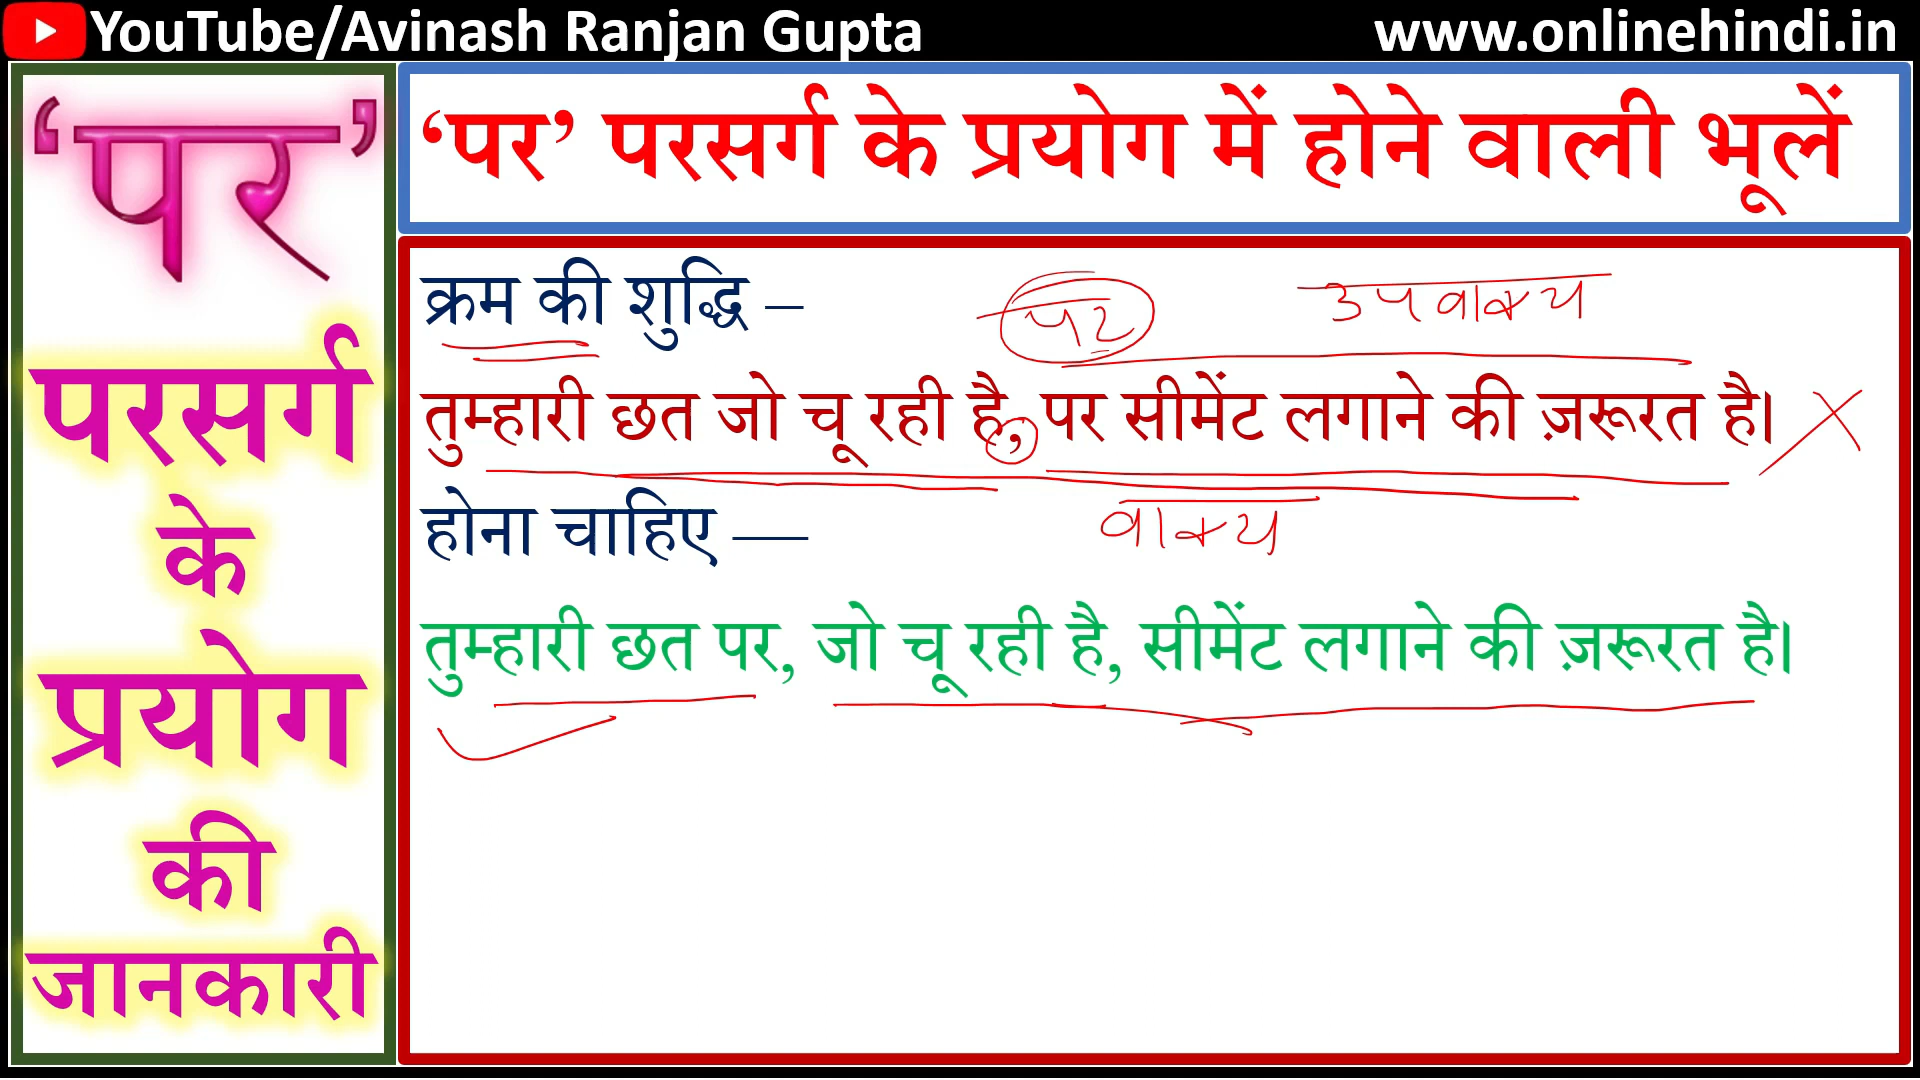 YouTube/Avinash Ranjan Gupta
www.onlinehindi.in
‘पर’
परसर्ग
के
प्रयोग
की
जानकारी
‘पर’ परसर्ग के प्रयोग में होने वाली भूलें
क्रम की शुद्धि –
पर
उपवाक्य
तुम्हारी छत जो चू रही है, पर सीमेंट लगाने की ज़रूरत है।
होना चाहिए —
वाक्य
तुम्हारी छत पर, जो चू रही है, सीमेंट लगाने की ज़रूरत है।